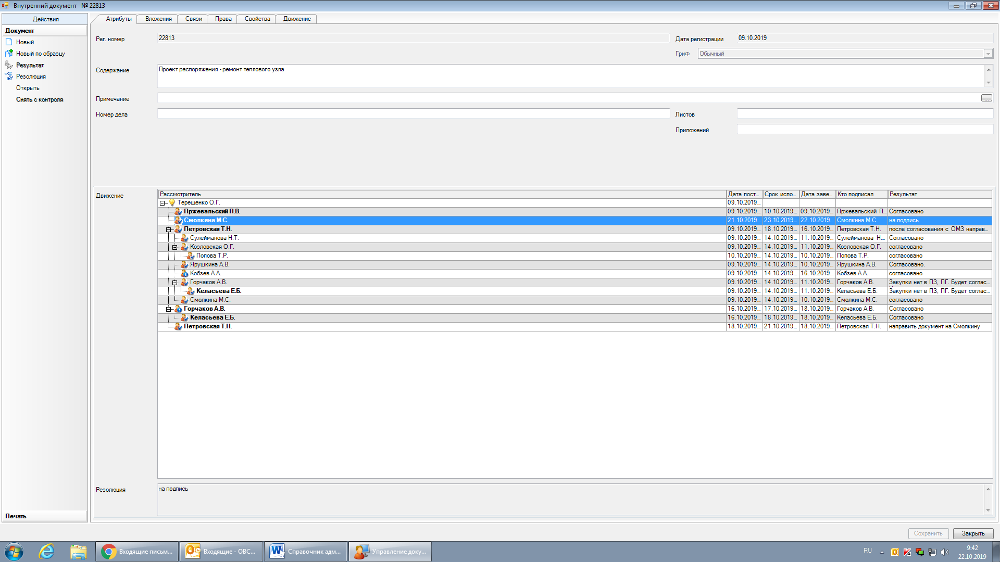 Внутренний документ № 22813
Действия
Документ
Новый
Новый по образцу
Результат
Резолюция
Открыть
Снять с контроля
Печать
Атрибуты Вложения Связи Права Свойства Движение
Рег. номер 22813 Дата регистрации 09.10.2019
Гриф Обычный
Содержание Проект распоряжения - ремонт теплового узла
Примечание ...
Номер дела Листов
Приложений
Движение
Рассмотритель Дата пост... Срок испо... Дата заве... Кто подписал Результат
Терещенко О.Г. 09.10.2019...
Пржевальский П.В. 09.10.2019... 10.10.2019... 09.10.2019... Пржевальский П... Согласовано
Смолкина М.С. 21.10.2019... 23.10.2019... 22.10.2019... Смолкина М.С. на подпись
Петровская Т.Н. 09.10.2019... 18.10.2019... 16.10.2019... Петровская Т.Н. после согласования с ОМЗ направ...
Сулейманова Н.Т. 09.10.2019... 14.10.2019... 11.10.2019... Сулейманова Н.... Согласовано
Козловская О.Г. 09.10.2019... 14.10.2019... 11.10.2019... Козловская О.Г. согласовано
Попова Т.Р. 10.10.2019... 14.10.2019... 10.10.2019... Попова Т.Р. согласовано
Ярушкина А.В. 09.10.2019... 14.10.2019... 10.10.2019... Ярушкина А.В. Согласовано.
Кобзев А.А. 09.10.2019... 14.10.2019... 16.10.2019... Кобзев А.А. согласовано
Горчаков А.В. 09.10.2019... 14.10.2019... 11.10.2019... Горчаков А.В. Закупки нет в ПЗ, ПГ. Будет соглас...
Келасьева Е.Б. 09.10.2019... 14.10.2019... 11.10.2019... Келасьева Е.Б. Закупки нет в ПЗ, ПГ. Будет соглас...
Смолкина М.С. 09.10.2019... 14.10.2019... 10.10.2019... Смолкина М.С. согласовано
Горчаков А.В. 16.10.2019... 17.10.2019... 18.10.2019... Горчаков А.В. Согласовано
Келасьева Е.Б. 16.10.2019... 18.10.2019... 18.10.2019... Келасьева Е.Б. Согласовано
Петровская Т.Н. 18.10.2019... 21.10.2019... 18.10.2019... Петровская Т.Н. направить документ на Смолкину
Резолюция на подпись
Сохранить Закрыть
Входящие письм... Входящие - ОВС... Справочник адм... Управление доку... RU 9:42
22.10.2019